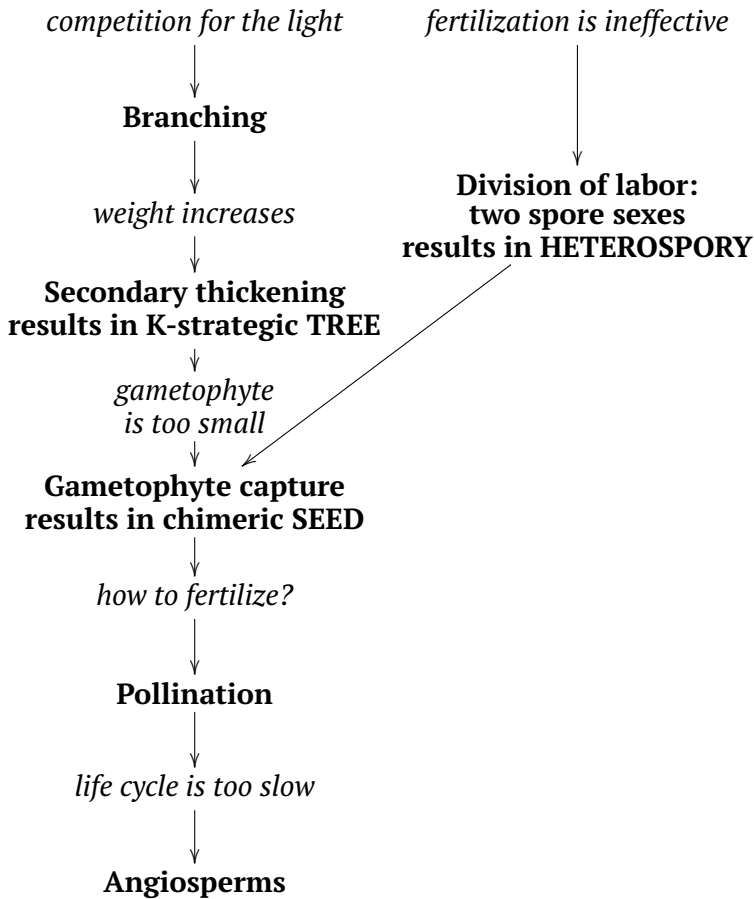 competition for the light
fertilization is ineffective
Branching
Division of labor:
two spore sexes
results in HETEROSPORY
weight increases
Secondary thickening
results in K-strategic TREE
gametophyte
is too small
Gametophyte capture
results in chimeric SEED
how to fertilize?
Pollination
life cycle is too slow
Angiosperms